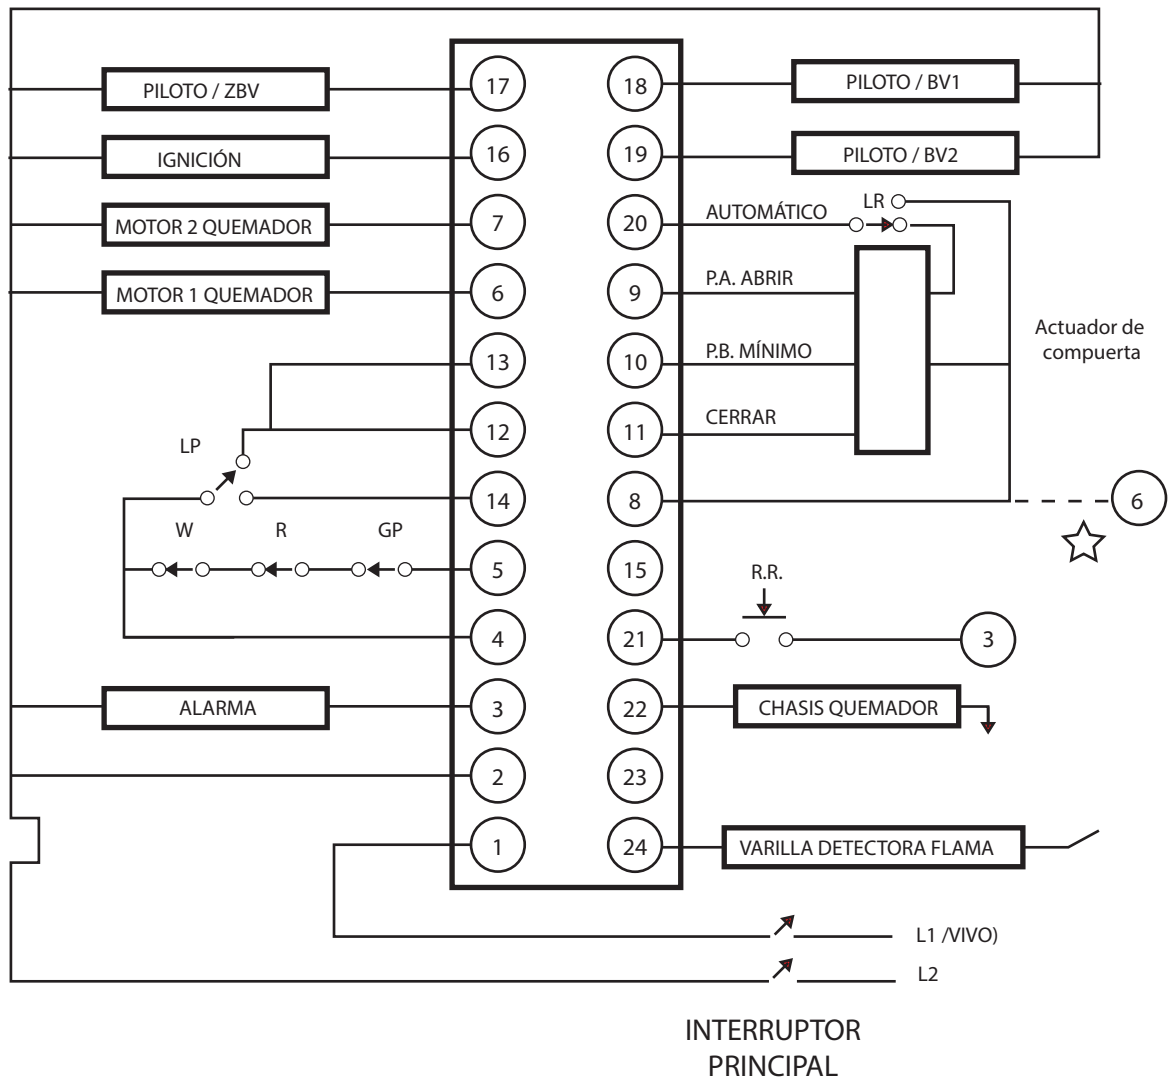 17
18
PILOTO / ZBV
PILOTO / BV1
16
19
IGNICIÓN
PILOTO / BV2
7
20
MOTOR 2 QUEMADOR
AUTOMÁTICO
LR
6
9
MOTOR 1 QUEMADOR
P.A. ABRIR
Actuador de
compuerta
13
10
P.B. MÍNIMO
12
11
CERRAR
LP
14
8
6
W
R
GP
5
15
R.R.
4
21
3
ALARMA
3
22
CHASIS QUEMADOR
2
23
1
24
VARILLA DETECTORA FLAMA
L1 /VIVO)
L2
INTERRUPTOR
PRINCIPAL